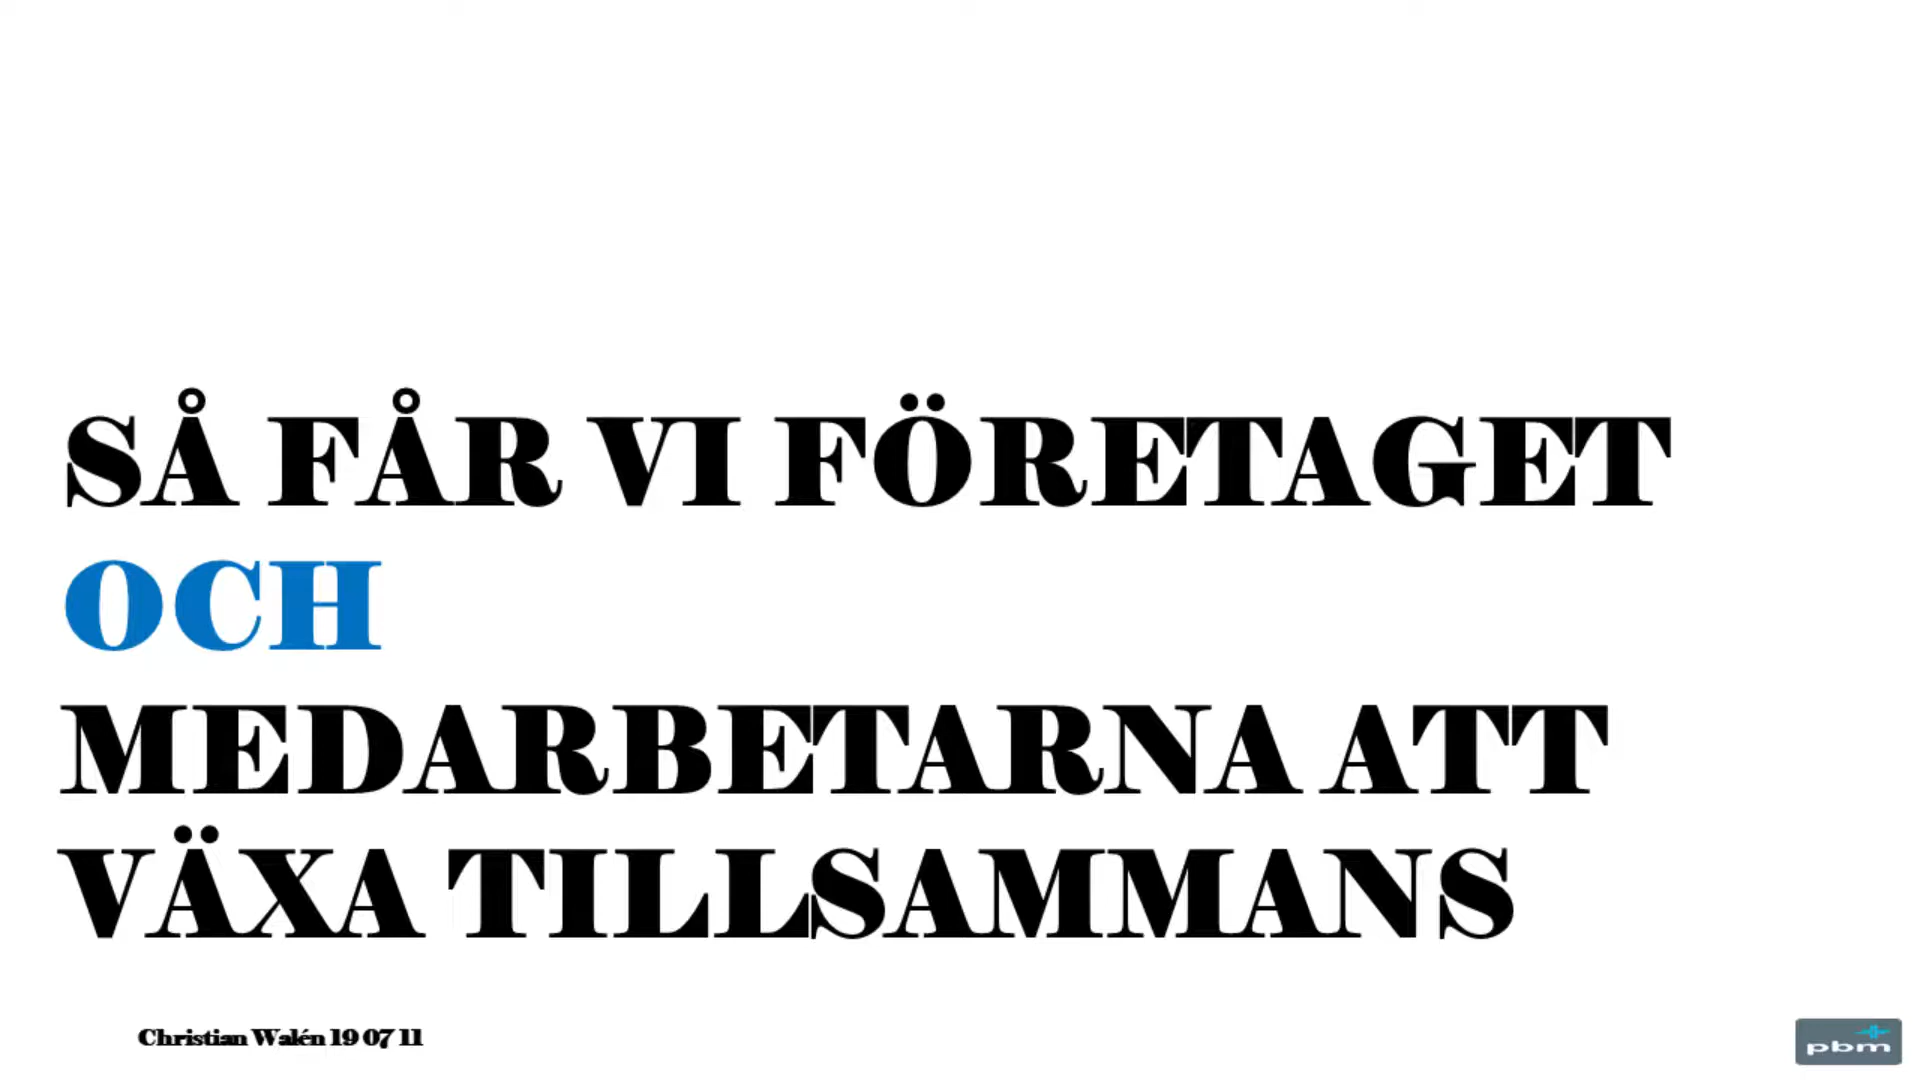 SÅ FÅR VI FÖRETAGET
OCH
MEDARBETARNA ATT
VÄXA TILLSAMMANS
Christian Walén 19 07 11
pbm